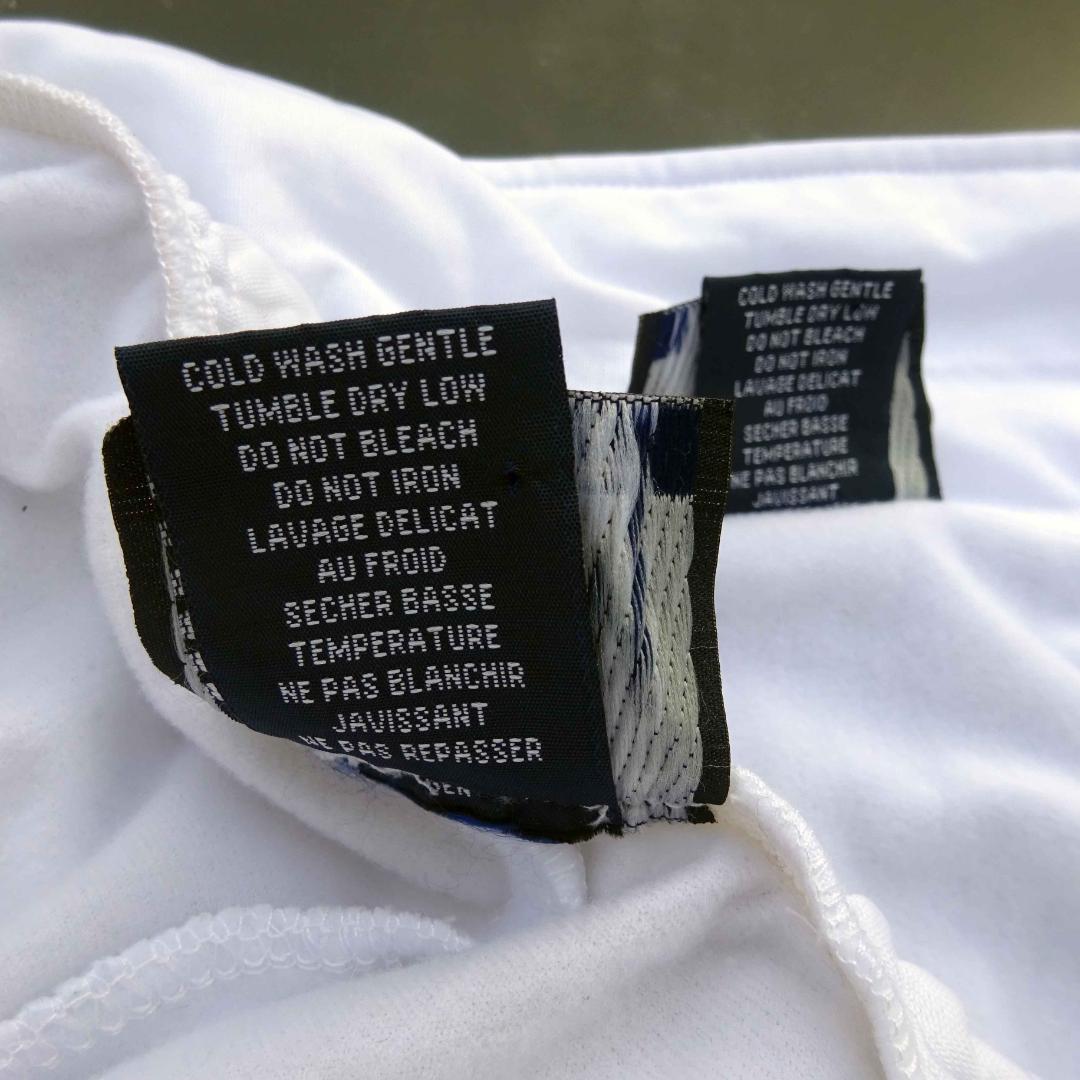 COLD WASH GENTLE
TUMBLE DRY LOW
DO NOT BLEACH
DO NOT IRON
LAVAGE DELICAT
AU FROID
SECHER BASSE
TEMPERATURE
NE PAS BLANCHIR
JAVISSANT
NE PAS REPASSER
COLD WASH GENTLE
TUMBLE DRY LOW
DO NOT BLEACH
DO NOT IRON
LAVAGE DELICAT
AU FROID
SECHER BASSE
TEMPERATURE
NE PAS BLANCHIR
JAVISSANT